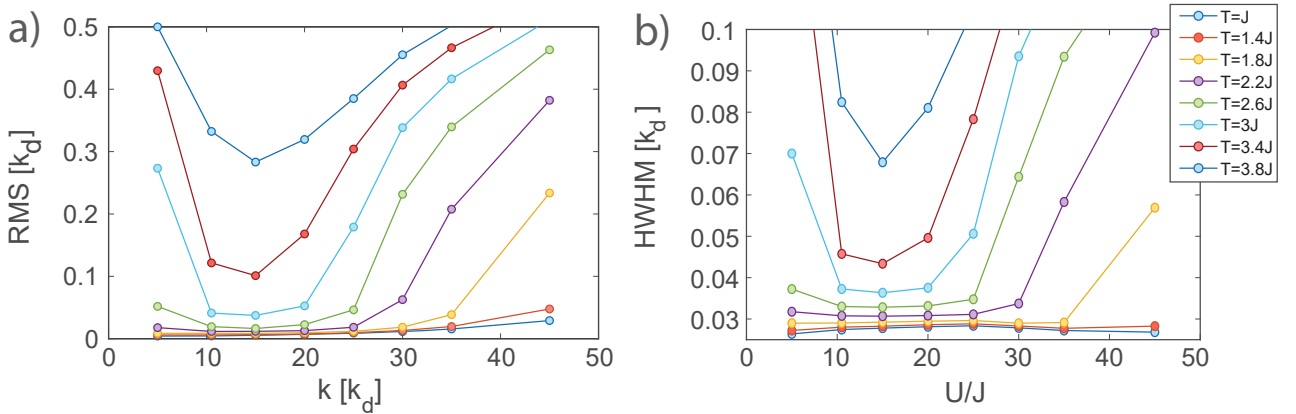 a)
RMS [k_d]
0.5
0.4
0.3
0.2
0.1
0
0 10 20 30 40 50
k [k_d]
b)
HWHM [k_d]
0.1
0.09
0.08
0.07
0.06
0.05
0.04
0.03
0 10 20 30 40 50
U/J
T=J
T=1.4J
T=1.8J
T=2.2J
T=2.6J
T=3J
T=3.4J
T=3.8J